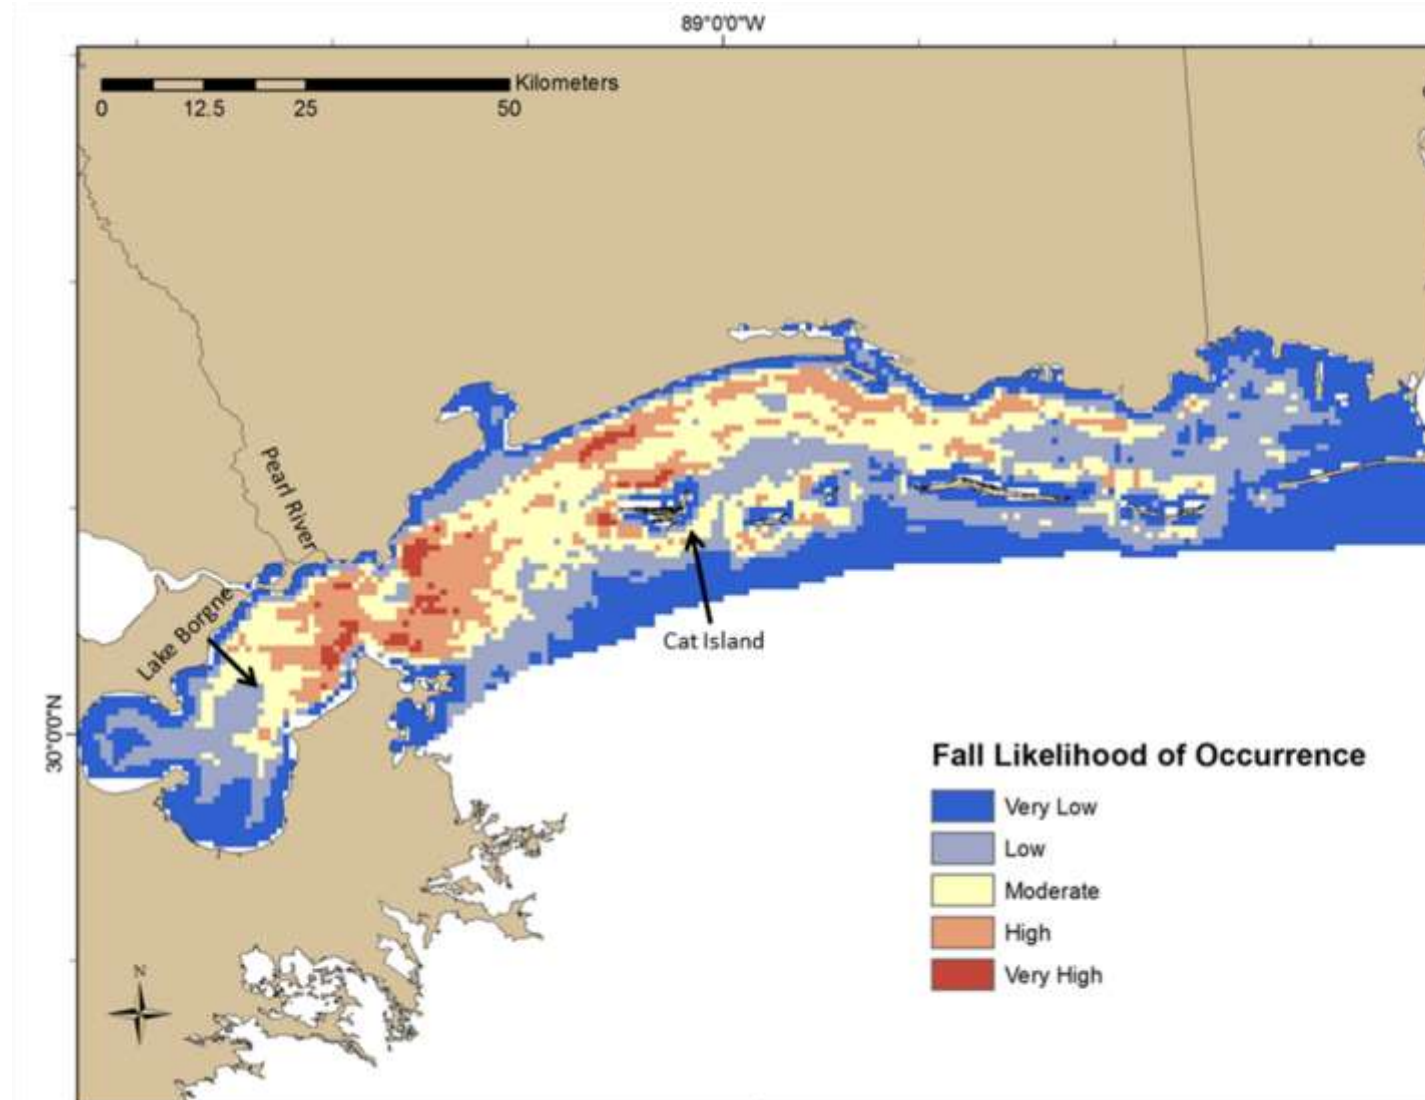 89°0'0"W
Kilometers
0 12.5 25 50
Pearl River
Lake Borgne
Cat Island
30°0'0"N
Fall Likelihood of Occurrence
Very Low
Low
Moderate
High
Very High
N